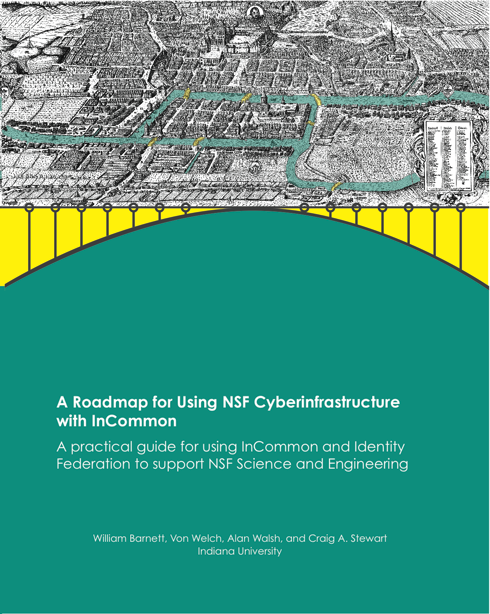 A Roadmap for Using NSF Cyberinfrastructure
with InCommon
A practical guide for using InCommon and Identity
Federation to support NSF Science and Engineering
William Barnett, Von Welch, Alan Walsh, and Craig A. Stewart
Indiana University